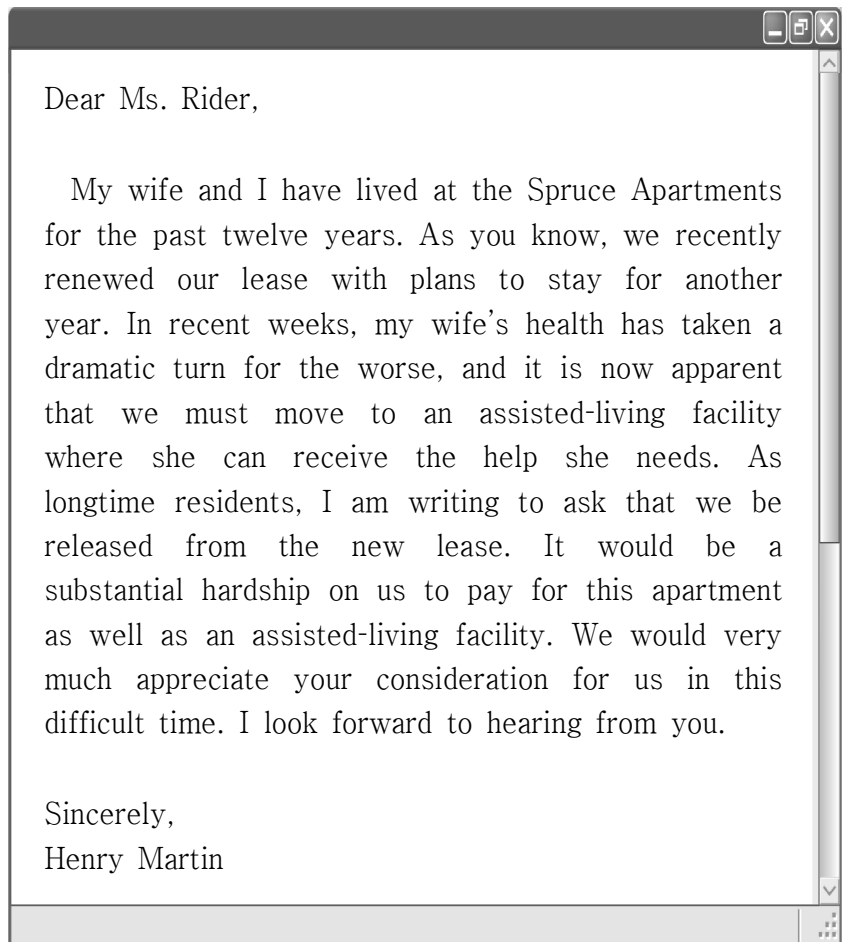 Dear Ms. Rider,
My wife and I have lived at the Spruce Apartments
for the past twelve years. As you know, we recently
renewed our lease with plans to stay for another
year. In recent weeks, my wife’s health has taken a
dramatic turn for the worse, and it is now apparent
that we must move to an assisted-living facility
where she can receive the help she needs. As
longtime residents, I am writing to ask that we be
released from the new lease. It would be a
substantial hardship on us to pay for this apartment
as well as an assisted-living facility. We would very
much appreciate your consideration for us in this
difficult time. I look forward to hearing from you.
Sincerely,
Henry Martin